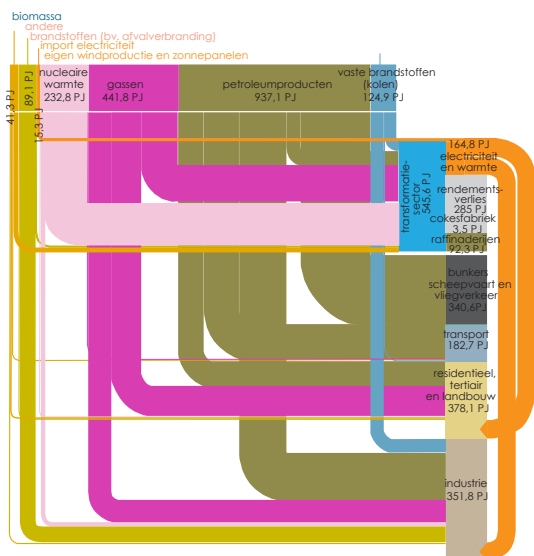 biomassa
andere
brandstoffen (bv. afvalverbranding)
import electriciteit
eigen windproductie en zonnepanelen
41,3 PJ
89,1 PJ
15,3 PJ
nucleaire
warmte
232,8 PJ
gassen
441,8 PJ
petroleumproducten
937,1 PJ
vaste brandstoffen
(kolen)
124,9 PJ
transformatie-
sector
545,6 PJ
164,8 PJ
electriciteit
en warmte
rendements-
verlies
285 PJ
cokesfabriek
3,5 PJ
raffinaderijen
92,3 PJ
bunkers
scheepvaart en
vliegverkeer
340,6PJ
transport
182,7 PJ
residentieel,
tertiair
en landbouw
378,1 PJ
industrie
351,8 PJ